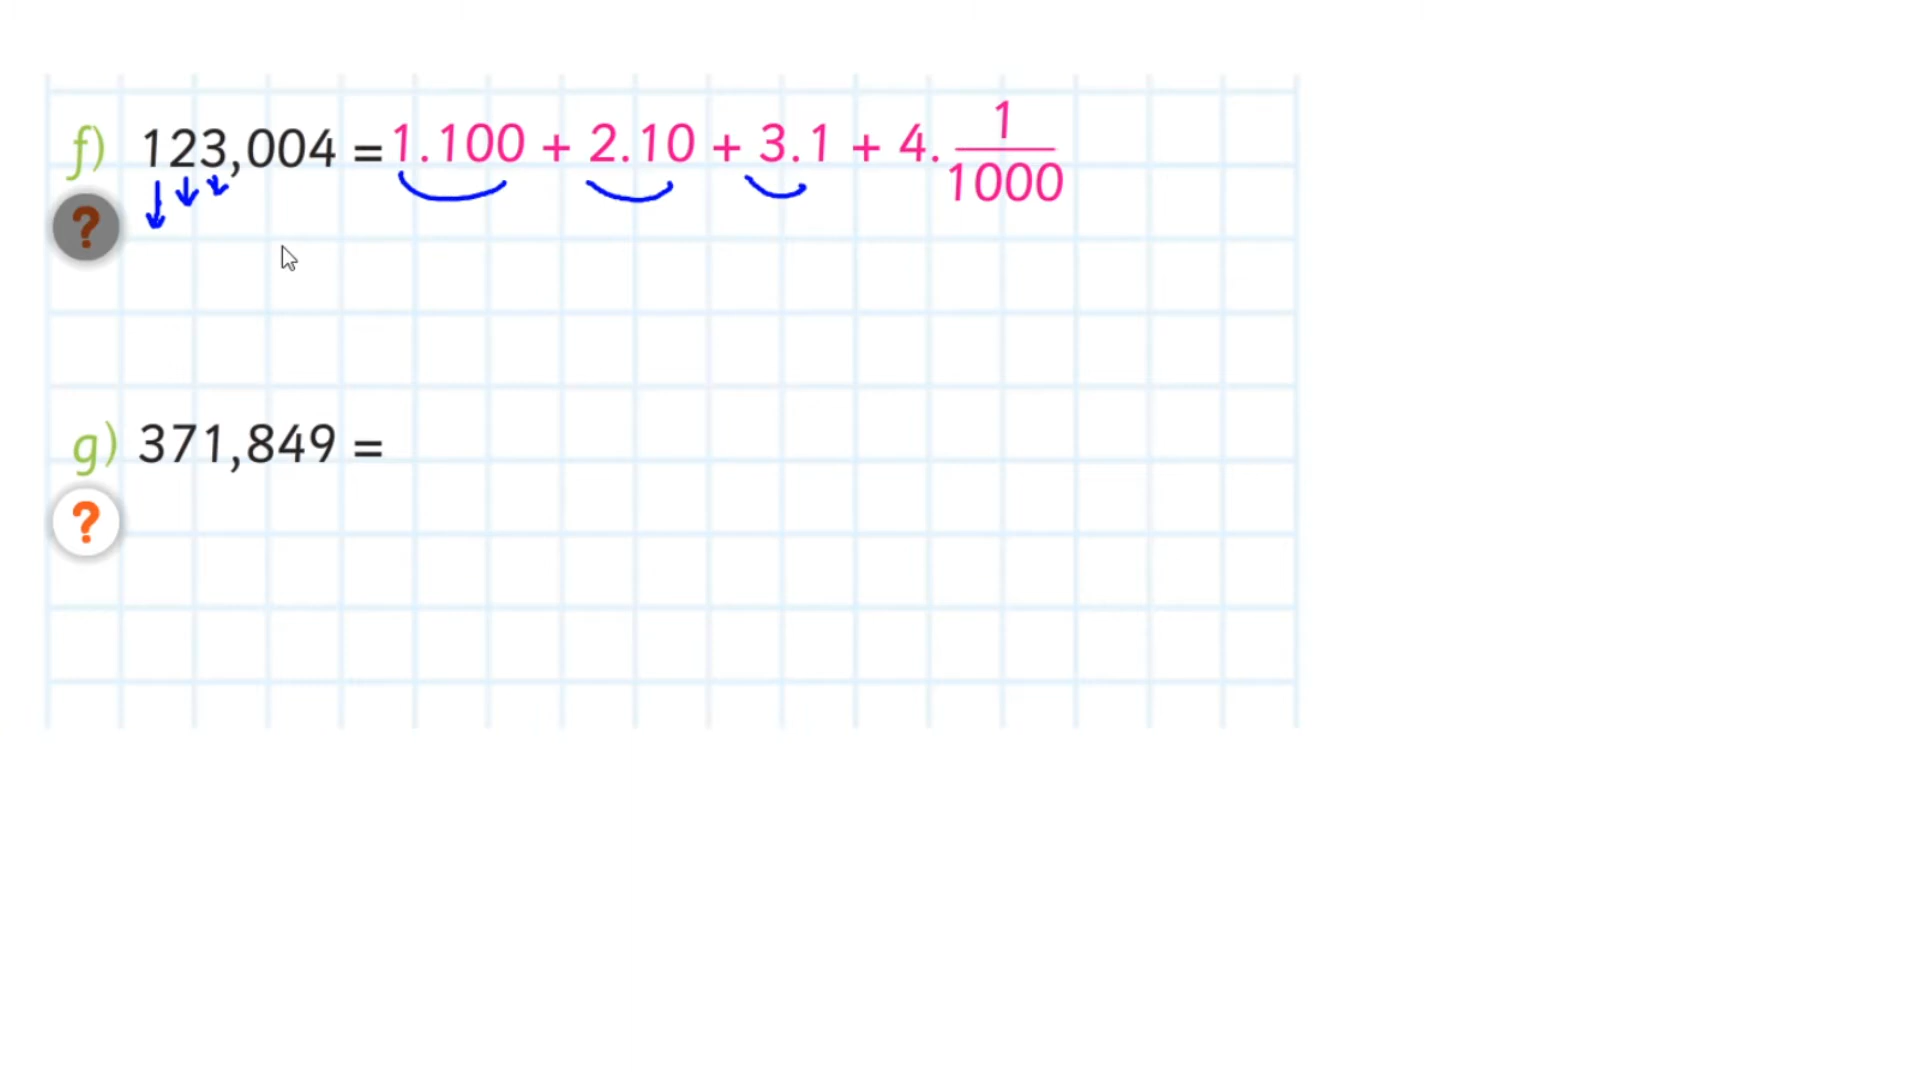 f) 123,004 = 1.100 + 2.10 + 3.1 + 4. 1/1000
?
g) 371,849 =
?